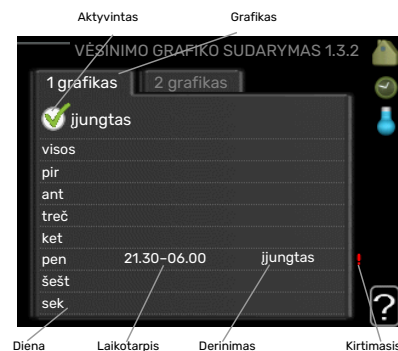 Aktyvintas Grafikas
VĖSINIMO GRAFIKO SUDARYMAS 1.3.2
1 grafikas 2 grafikas
įjungtas
visos
pir
ant
treč
ket
pen 21.30–06.00 įjungtas !
šešt
sek ?
Diena Laikotarpis Derinimas Kirtimasis